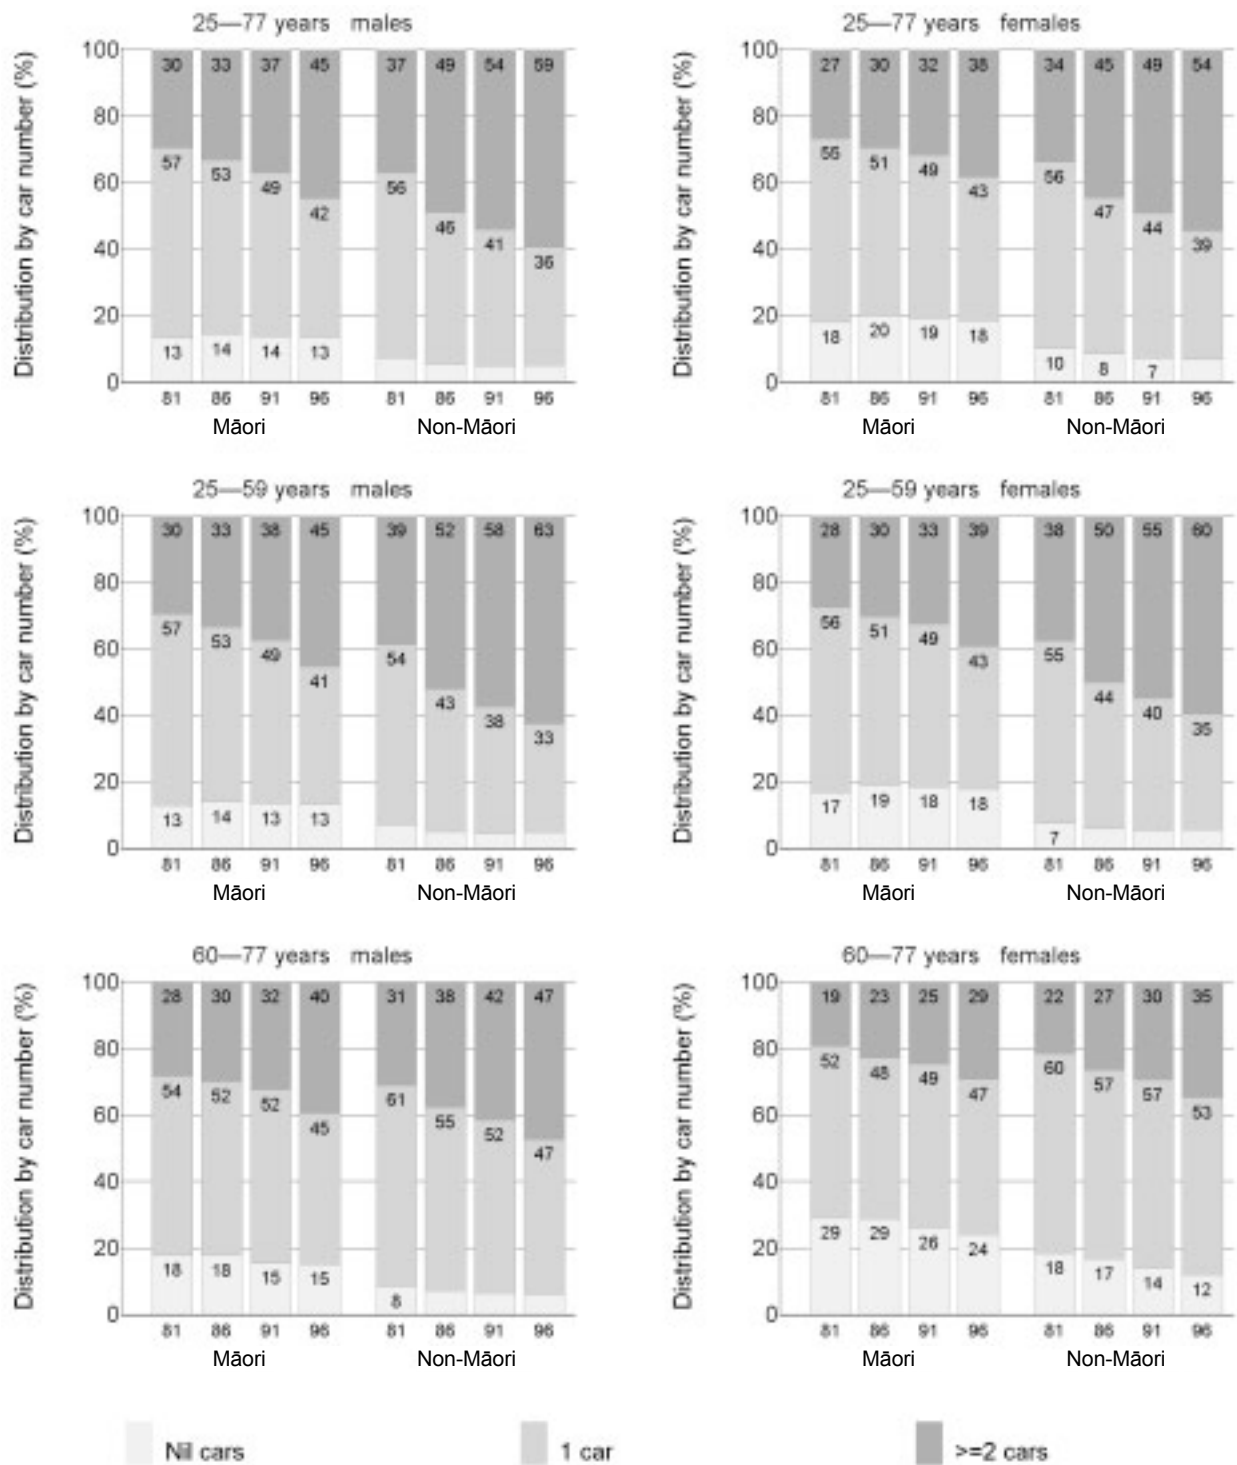 25—77 years males
25—77 years females
Distribution by car number (%)
100
80
60
40
20
0
30 33 37 45 37 49 54 59
57 53 49 42 56 46 41 36
13 14 14 13
81 86 91 96 81 86 91 96
Māori Non-Māori
Distribution by car number (%)
100
80
60
40
20
0
27 30 32 38 34 45 49 54
55 51 49 43 56 47 44 39
18 20 19 18 10 8 7
81 86 91 96 81 86 91 96
Māori Non-Māori
25—59 years males
25—59 years females
Distribution by car number (%)
100
80
60
40
20
0
30 33 38 45 39 52 58 63
57 53 49 41 54 43 38 33
13 14 13 13
81 86 91 96 81 86 91 96
Māori Non-Māori
Distribution by car number (%)
100
80
60
40
20
0
28 30 33 39 38 50 55 60
56 51 49 43 55 44 40 35
17 19 18 18 7
81 86 91 96 81 86 91 96
Māori Non-Māori
60—77 years males
60—77 years females
Distribution by car number (%)
100
80
60
40
20
0
28 30 32 40 31 38 42 47
54 52 52 45 61 55 52 47
18 18 15 15 8
81 86 91 96 81 86 91 96
Māori Non-Māori
Distribution by car number (%)
100
80
60
40
20
0
19 23 25 29 22 27 30 35
52 48 49 47 60 57 57 53
29 29 26 24 18 17 14 12
81 86 91 96 81 86 91 96
Māori Non-Māori
Nil cars 1 car >=2 cars